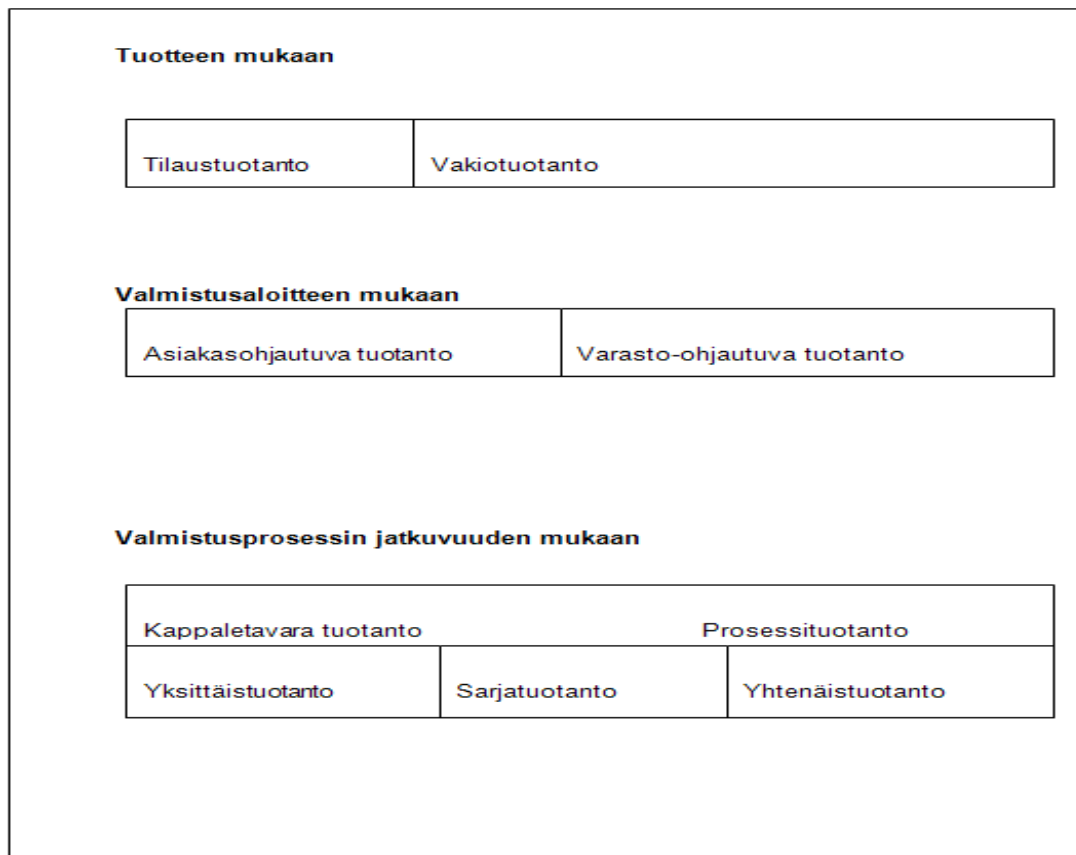 Tuotteen mukaan
Tilaustuotanto Vakiotuotanto
Valmistusaloitteen mukaan
Asiakasohjautuva tuotanto Varasto-ohjautuva tuotanto
Valmistusprosessin jatkuvuuden mukaan
Kappaletavara tuotanto Prosessituotanto
Yksittäistuotanto Sarjatuotanto Yhtenäistuotanto